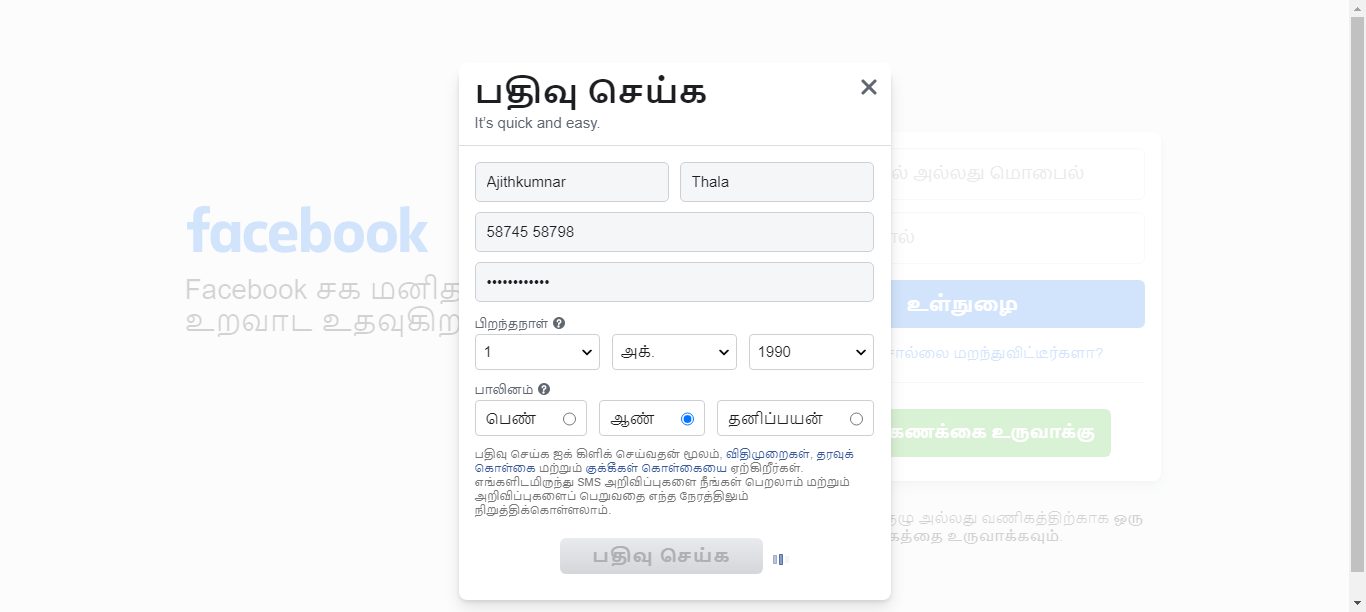 பதிவு செய்க
It's quick and easy.
Ajithkumnar
Thala
58745 58798
••••••••••••
பிறந்தநாள்
1
அக்.
1990
பாலினம்
பெண்
ஆண்
தனிப்பயன்
பதிவு செய்க ஐக் கிளிக் செய்வதன் மூலம், விதிமுறைகள், தரவுக்
கொள்கை மற்றும் குக்கீகள் கொள்கையை ஏற்கிறீர்கள்.
எங்களிடமிருந்து SMS அறிவிப்புகளை நீங்கள் பெறலாம் மற்றும்
அறிவிப்புகளைப் பெறுவதை எந்த நேரத்திலும்
நிறுத்திக்கொள்ளலாம்.
பதிவு செய்க
facebook
Facebook சக மனித
உறவாட உதவுகிற
ல் அல்லது மொபைல்
ல்
உள்நுழை
சொல்லை மறந்துவிட்டீர்களா?
கணக்கை உருவாக்கு
குழு அல்லது வணிகத்திற்காக ஒரு
கத்தை உருவாக்கவும்.